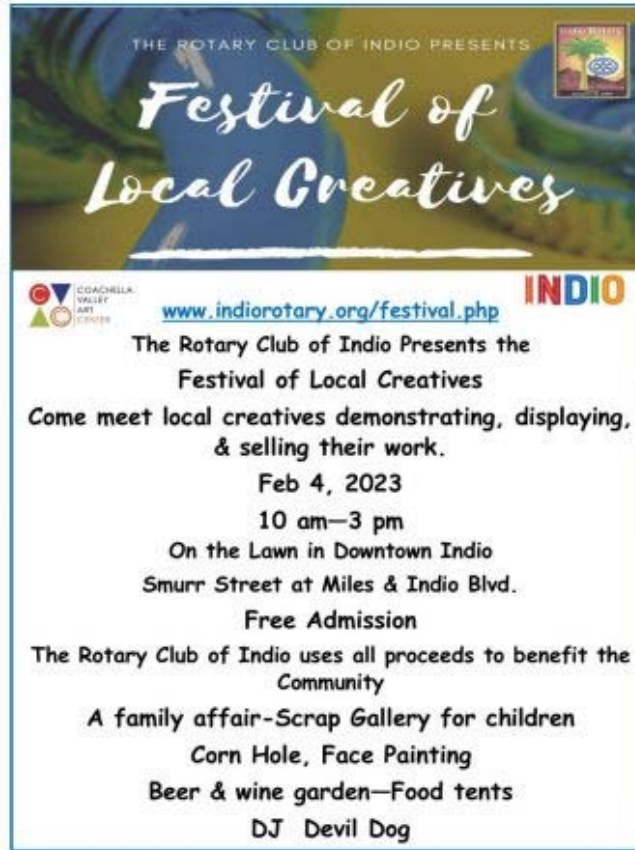 THE ROTARY CLUB OF INDIO PRESENTS
Indio Rotary
Festival of
Local Creatives
COACHELLA
VALLEY
ART
CENTER
INDIO
www.indiorotary.org/festival.php
The Rotary Club of Indio Presents the
Festival of Local Creatives
Come meet local creatives demonstrating, displaying,
& selling their work.
Feb 4, 2023
10 am—3 pm
On the Lawn in Downtown Indio
Smurr Street at Miles & Indio Blvd.
Free Admission
The Rotary Club of Indio uses all proceeds to benefit the
Community
A family affair-Scrap Gallery for children
Corn Hole, Face Painting
Beer & wine garden—Food tents
DJ Devil Dog